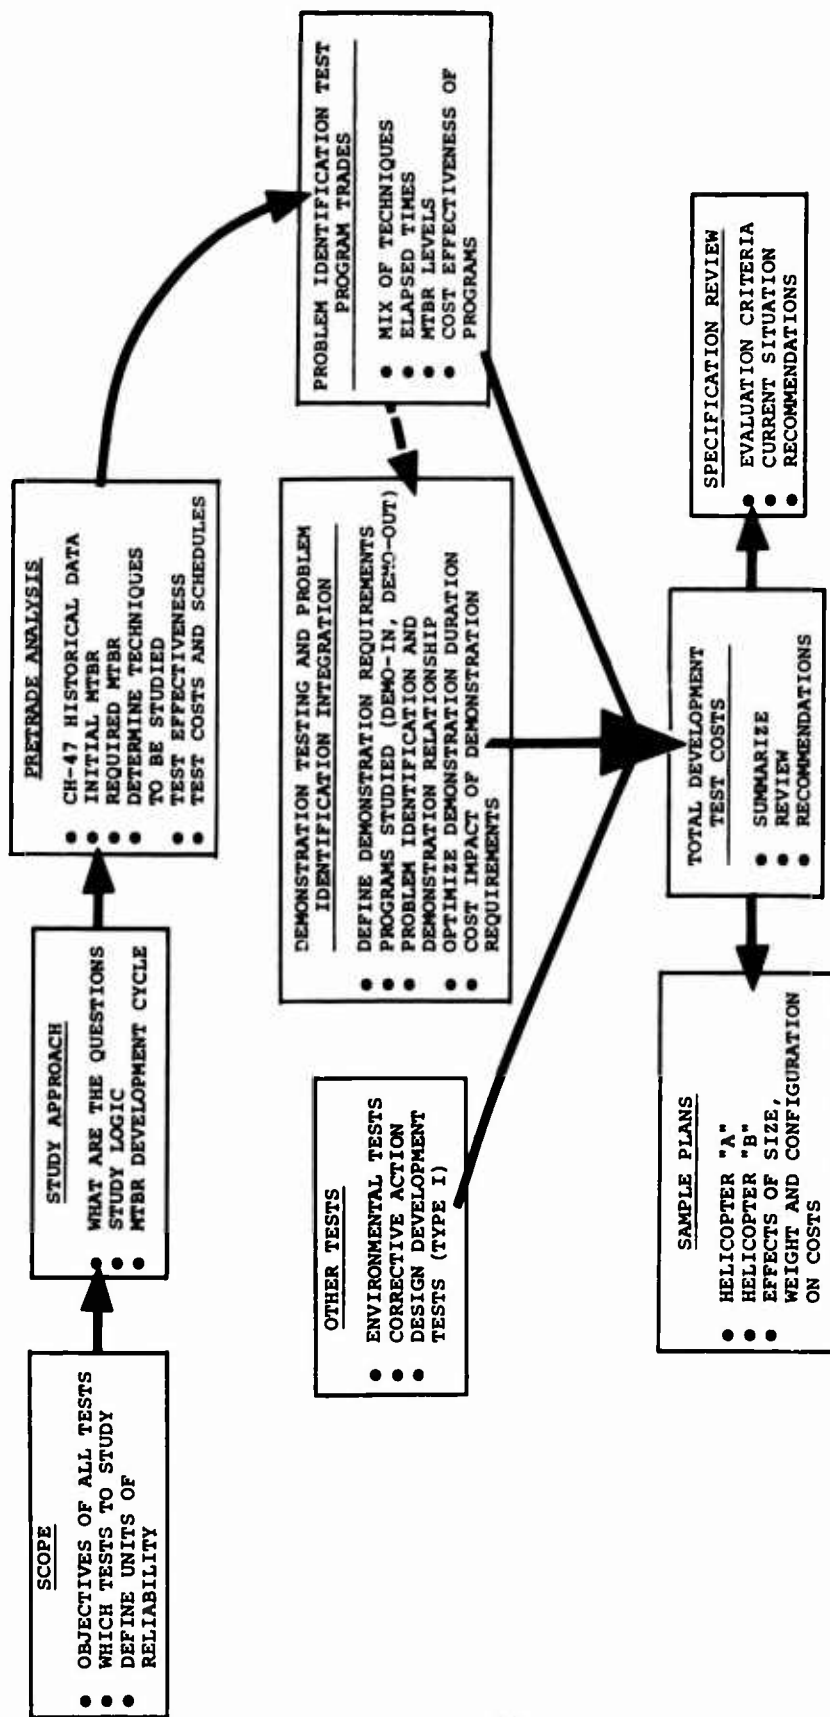 SCOPE
● OBJECTIVES OF ALL TESTS
● WHICH TESTS TO STUDY
● DEFINE UNITS OF
RELIABILITY
STUDY APPROACH
● WHAT ARE THE QUESTIONS
● STUDY LOGIC
● MTBR DEVELOPMENT CYCLE
PRETRADE ANALYSIS
● CH-47 HISTORICAL DATA
● INITIAL MTBR
● REQUIRED MTBR
● DETERMINE TECHNIQUES
TO BE STUDIED
● TEST EFFECTIVENESS
● TEST COSTS AND SCHEDULES
PROBLEM IDENTIFICATION TEST
PROGRAM TRADES
● MIX OF TECHNIQUES
● ELAPSED TIMES
● MTBR LEVELS
● COST EFFECTIVENESS OF
PROGRAMS
DEMONSTRATION TESTING AND PROBLEM
IDENTIFICATION INTEGRATION
● DEFINE DEMONSTRATION REQUIREMENTS
● PROGRAMS STUDIED (DEMO-IN, DEMO-OUT)
● PROBLEM IDENTIFICATION AND
DEMONSTRATION RELATIONSHIP
● OPTIMIZE DEMONSTRATION DURATION
● COST IMPACT OF DEMONSTRATION
REQUIREMENTS
OTHER TESTS
● ENVIRONMENTAL TESTS
● CORRECTIVE ACTION
● DESIGN DEVELOPMENT
TESTS (TYPE I)
TOTAL DEVELOPMENT
TEST COSTS
● SUMMARIZE
● REVIEW
● RECOMMENDATIONS
SAMPLE PLANS
● HELICOPTER "A"
● HELICOPTER "B"
● EFFECTS OF SIZE,
WEIGHT AND CONFIGURATION
ON COSTS
SPECIFICATION REVIEW
● EVALUATION CRITERIA
● CURRENT SITUATION
● RECOMMENDATIONS